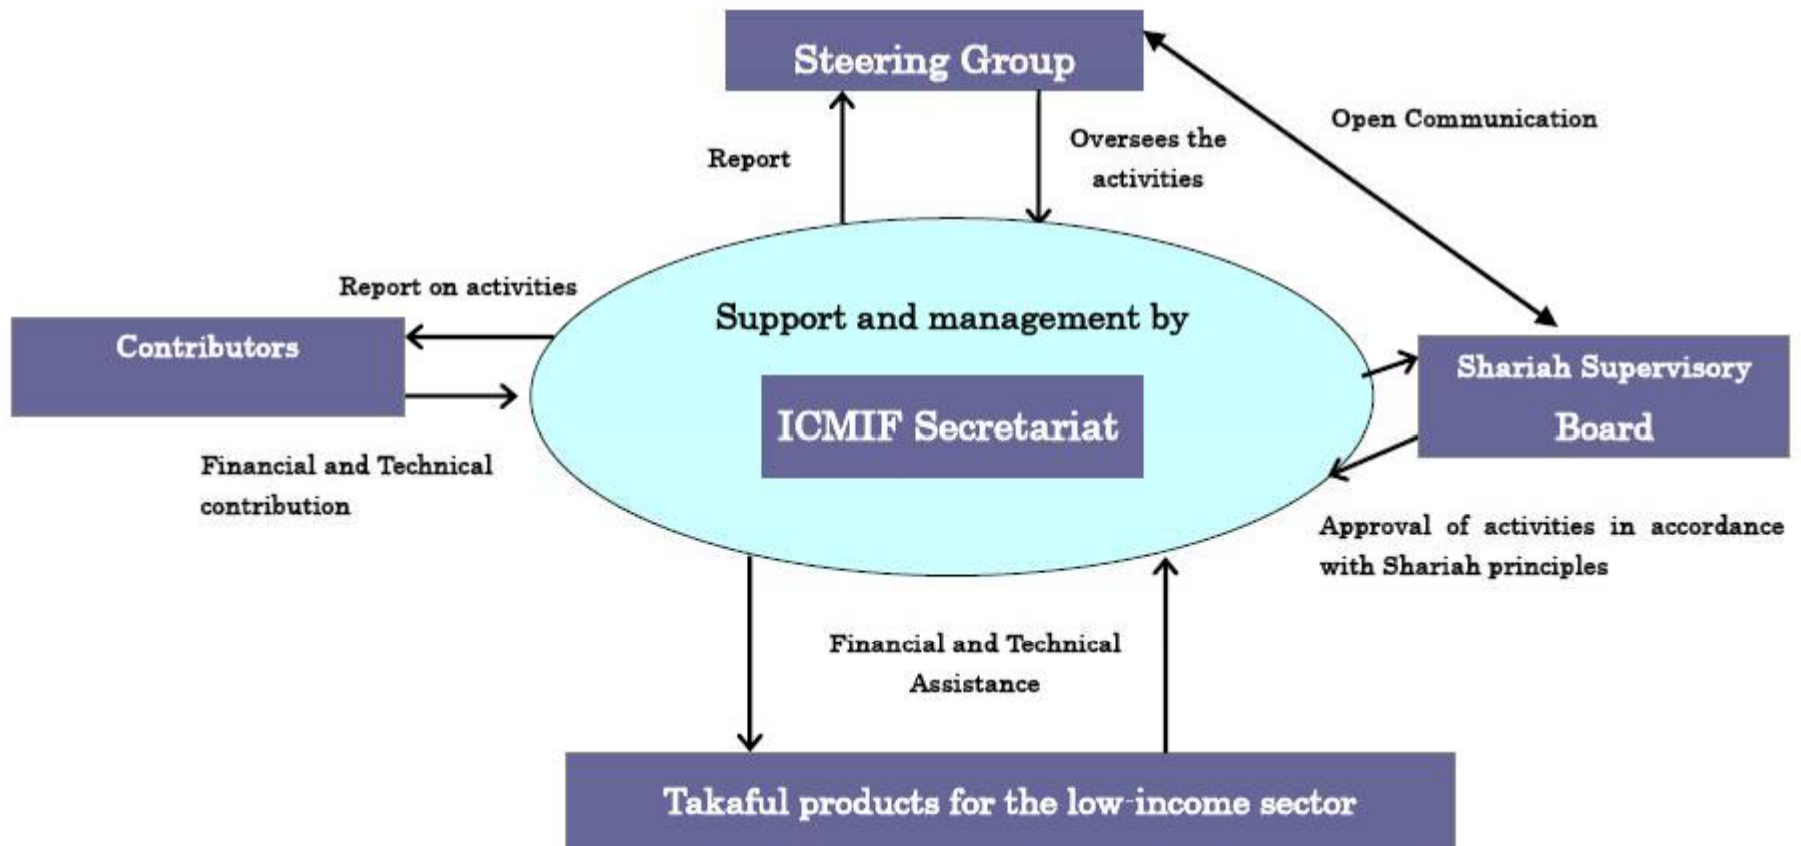 Steering Group
Open Communication
Oversees the
activities
Report
Report on activities
Support and management by
Contributors
Shariah Supervisory
Board
ICMIF Secretariat
Financial and Technical
contribution
Approval of activities in accordance
with Shariah principles
Financial and Technical
Assistance
Takaful products for the low-income sector